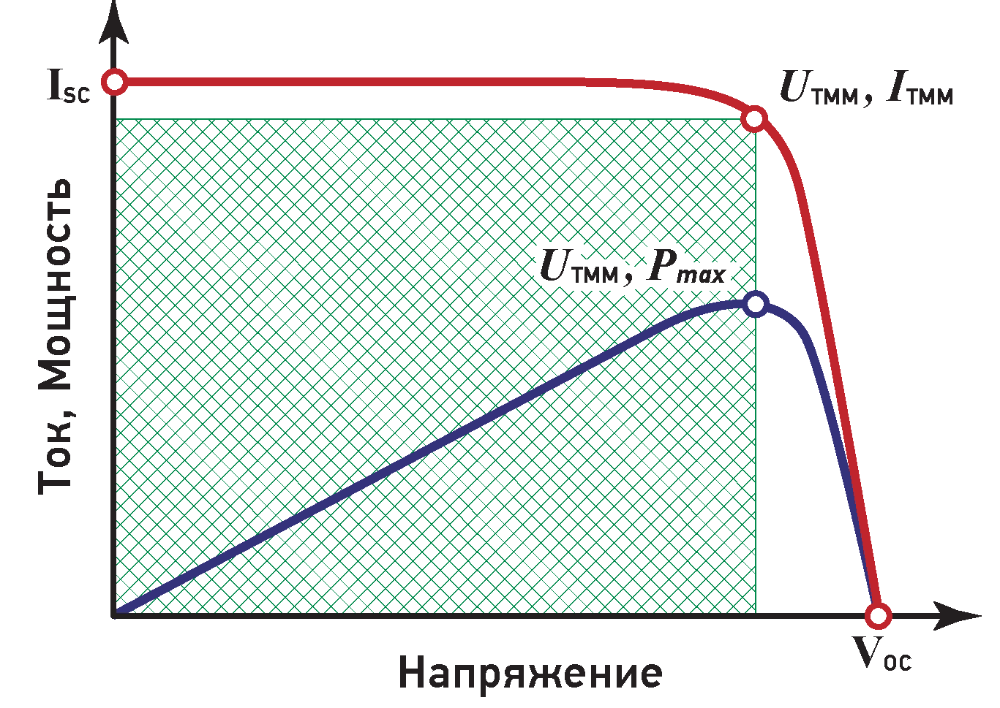 Isc
Uтмм, Iтмм
Uтмм, Pmax
Ток, Мощность
Voc
Напряжение